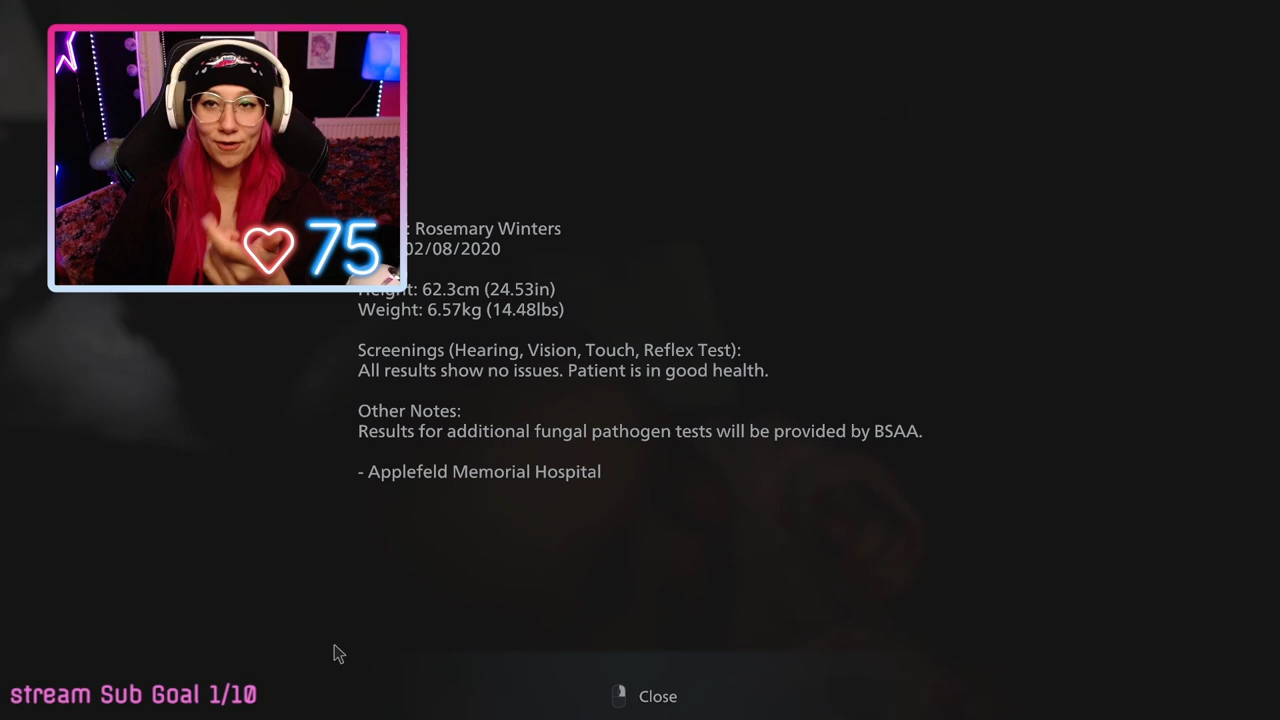 75
: Rosemary Winters
02/08/2020
Height: 62.3cm (24.53in)
Weight: 6.57kg (14.48lbs)
Screenings (Hearing, Vision, Touch, Reflex Test):
All results show no issues. Patient is in good health.
Other Notes:
Results for additional fungal pathogen tests will be provided by BSAA.
- Applefeld Memorial Hospital
stream Sub Goal 1/10
Close